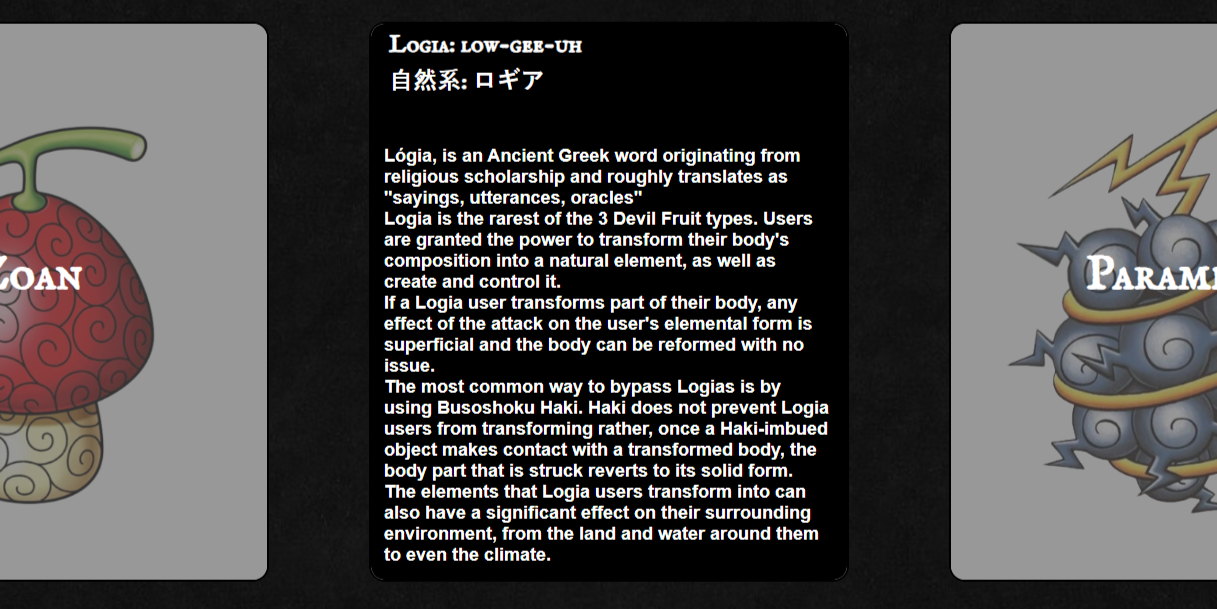 Logia: low-gee-uh
自然系: ロギア
Lógia, is an Ancient Greek word originating from
religious scholarship and roughly translates as
"sayings, utterances, oracles"
Logia is the rarest of the 3 Devil Fruit types. Users
are granted the power to transform their body's
composition into a natural element, as well as
create and control it.
If a Logia user transforms part of their body, any
effect of the attack on the user's elemental form is
superficial and the body can be reformed with no
issue.
The most common way to bypass Logias is by
using Busoshoku Haki. Haki does not prevent Logia
users from transforming rather, once a Haki-imbued
object makes contact with a transformed body, the
body part that is struck reverts to its solid form.
The elements that Logia users transform into can
also have a significant effect on their surrounding
environment, from the land and water around them
to even the climate.
Zoan
Param